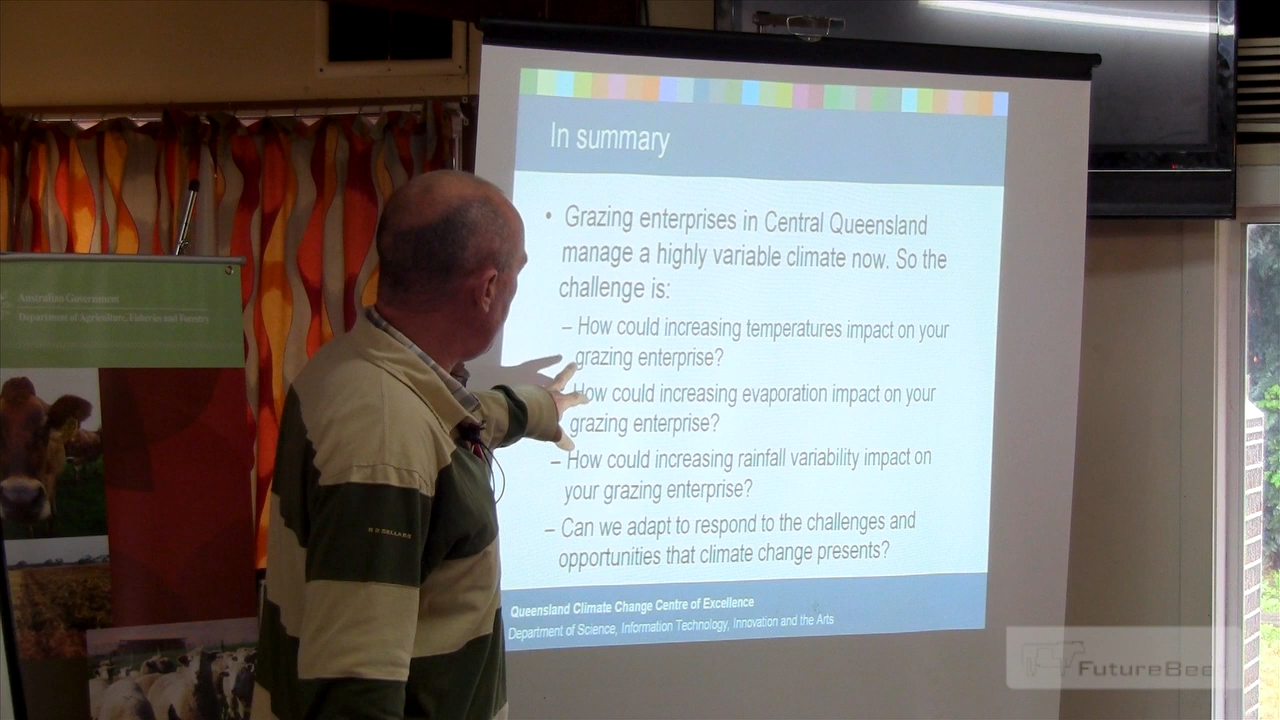 In summary
• Grazing enterprises in Central Queensland
manage a highly variable climate now. So the
challenge is:
– How could increasing temperatures impact on your
grazing enterprise?
How could increasing evaporation impact on your
grazing enterprise?
– How could increasing rainfall variability impact on
your grazing enterprise?
– Can we adapt to respond to the challenges and
opportunities that climate change presents?
Queensland Climate Change Centre of Excellence
Department of Science, Information Technology, Innovation and the Arts
Australian Government
Department of Agriculture, Fisheries and Forestry
FutureBee